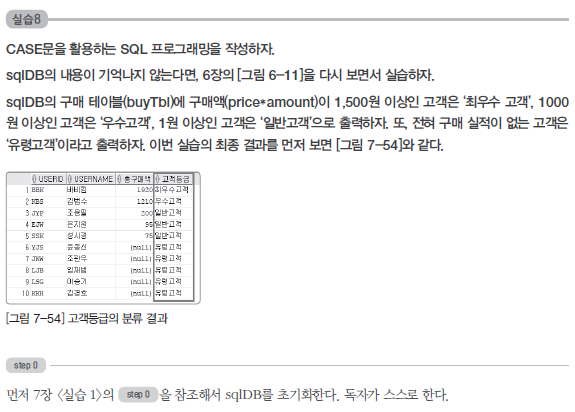 실습8
CASE문을 활용하는 SQL 프로그래밍을 작성하자.
sqlDB의 내용이 기억나지 않는다면, 6장의 [그림 6-11]을 다시 보면서 실습하자.
sqlDB의 구매 테이블(buyTbl)에 구매액(price*amount)이 1,500원 이상인 고객은 '최우수 고객', 1000
원 이상인 고객은 '우수고객', 1원 이상인 고객은 '일반고객'으로 출력하자. 또, 전혀 구매 실적이 없는 고객은
'유령고객'이라고 출력하자. 이번 실습의 최종 결과를 먼저 보면 [그림 7-54]와 같다.
USERID USERNAME 총구매액 고객등급
1 BBK 바비킴 1920 최우수고객
2 KBS 김범수 1210 우수고객
3 JYP 조용필 200 일반고객
4 EJW 은지원 95 일반고객
5 SSK 성시경 75 일반고객
6 YJS 윤종신 (null) 유령고객
7 JKW 조관우 (null) 유령고객
8 LJB 임재범 (null) 유령고객
9 LSG 이승기 (null) 유령고객
10 KKH 김경호 (null) 유령고객
[그림 7-54] 고객등급의 분류 결과
step 0
먼저 7장 〈실습 1〉의 step 0 을 참조해서 sqlDB를 초기화한다. 독자가 스스로 한다.